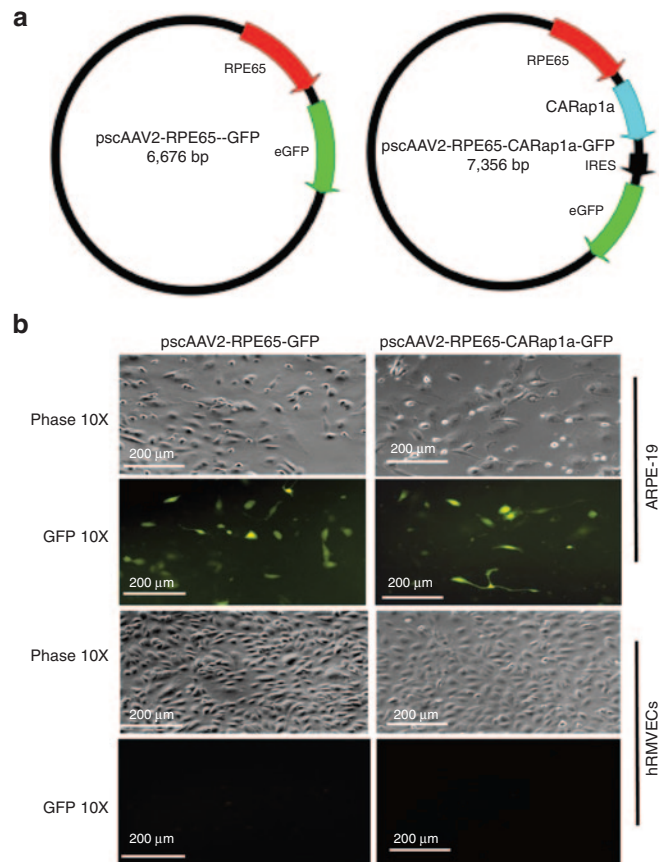 a
RPE65
pscAAV2-RPE65--GFP
6,676 bp
eGFP
RPE65
CARap1a
pscAAV2-RPE65-CARap1a-GFP
7,356 bp
IRES
eGFP
b
pscAAV2-RPE65-GFP
pscAAV2-RPE65-CARap1a-GFP
Phase 10X
200 μm
200 μm
GFP 10X
200 μm
200 μm
ARPE-19
Phase 10X
200 μm
200 μm
GFP 10X
200 μm
200 μm
hRMVECs